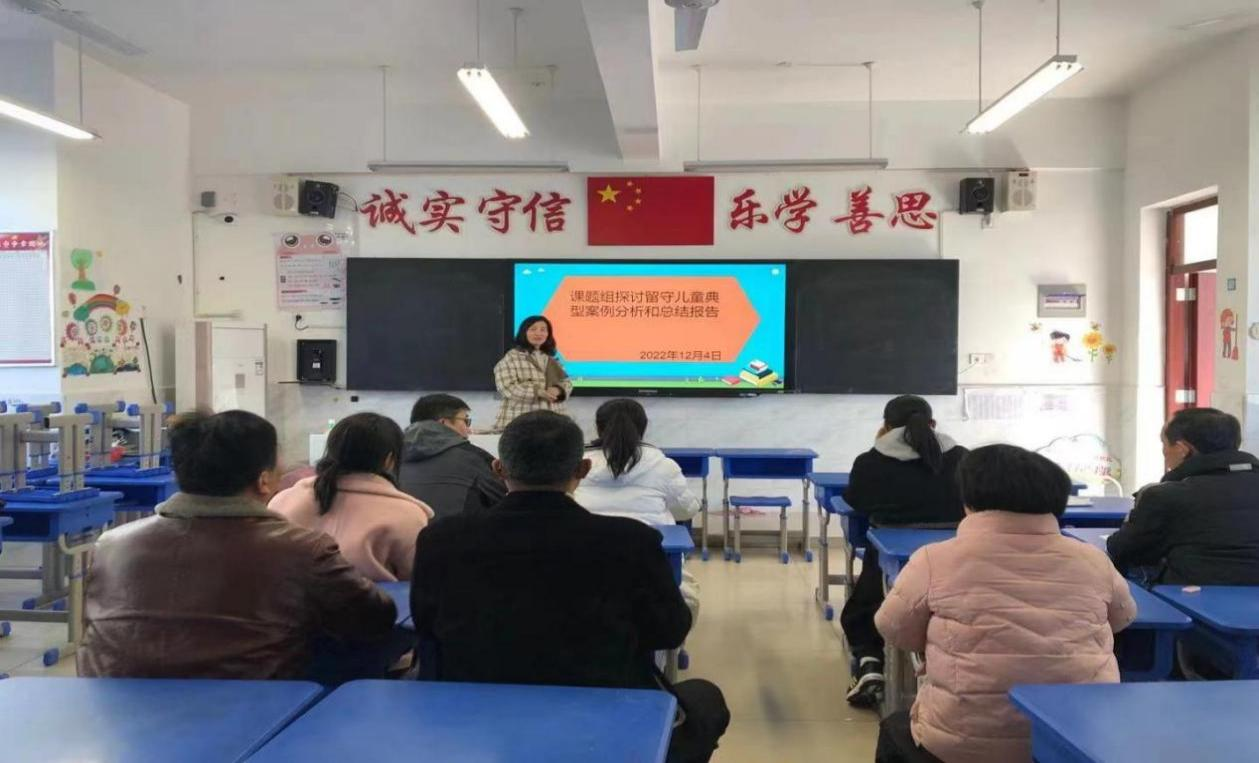 诚实守信
乐学善思
课题组探讨留守儿童典
型案例分析和总结报告
2022年12月4日